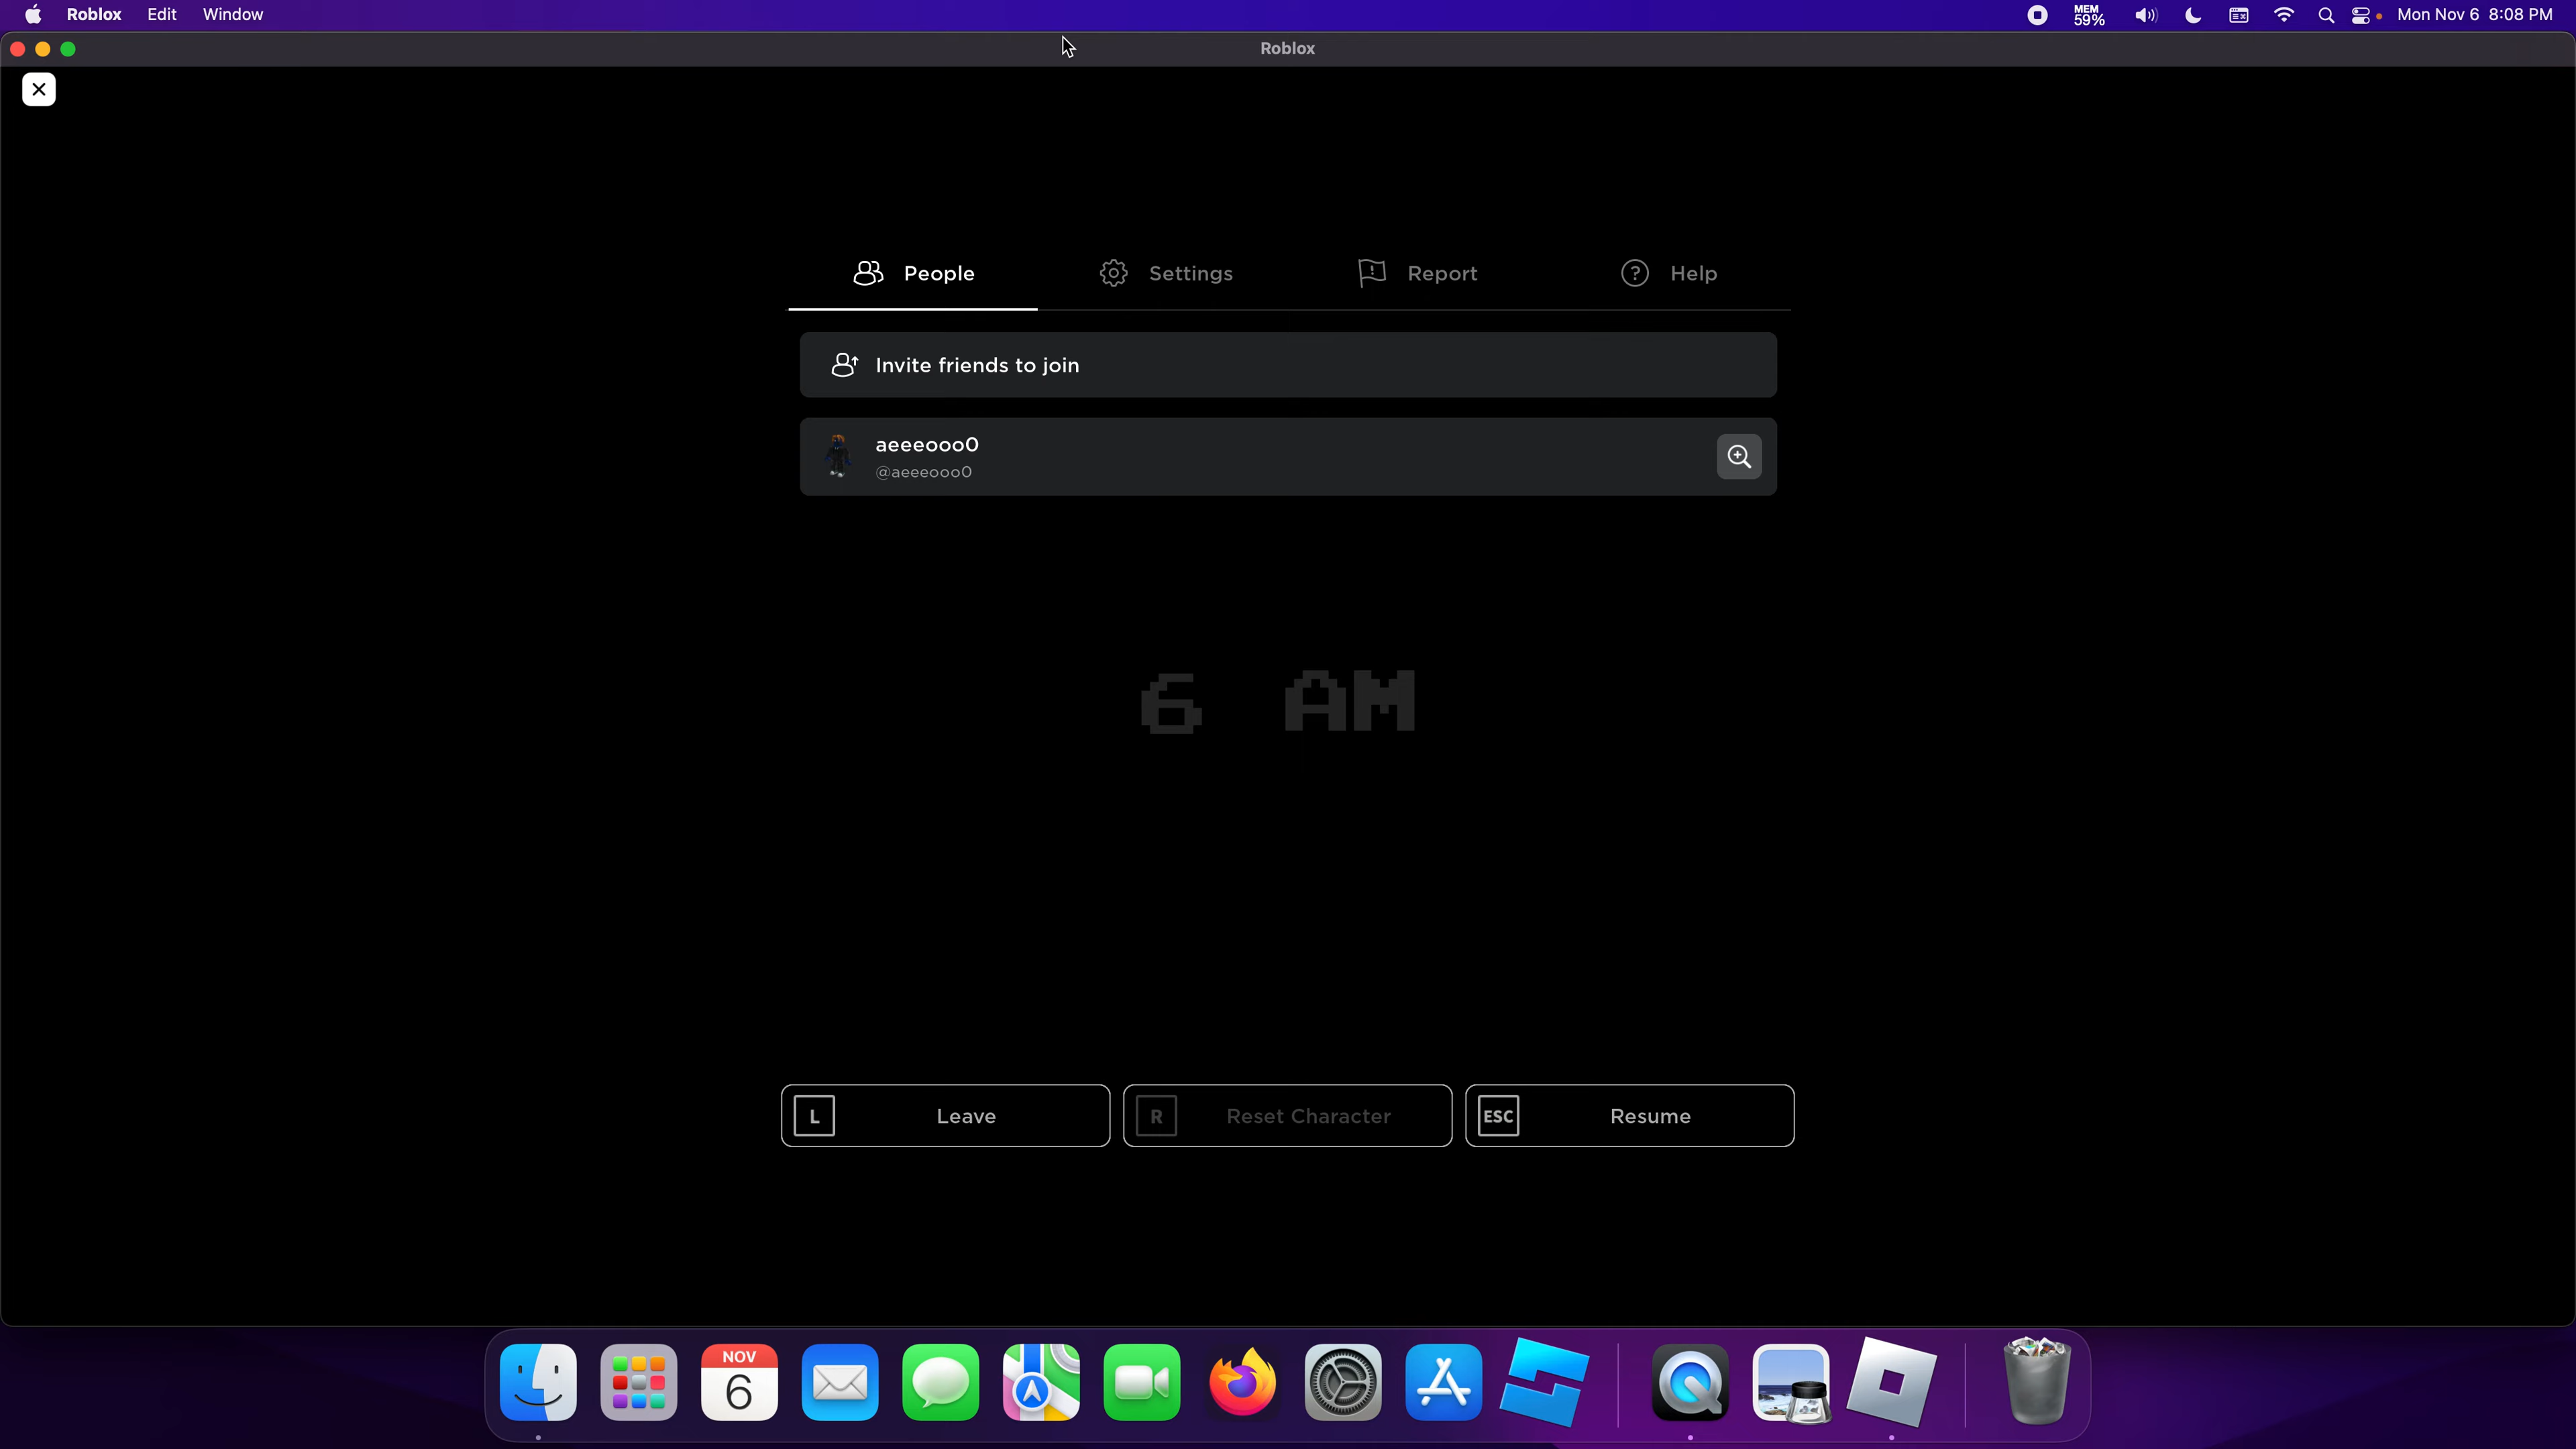 Roblox Edit Window MEM 59% Mon Nov 6 8:08 PM
Roblox
People Settings Report Help
Invite friends to join
aeeeooo0
@aeeeooo0
6 AM
L Leave R Reset Character ESC Resume
NOV
6